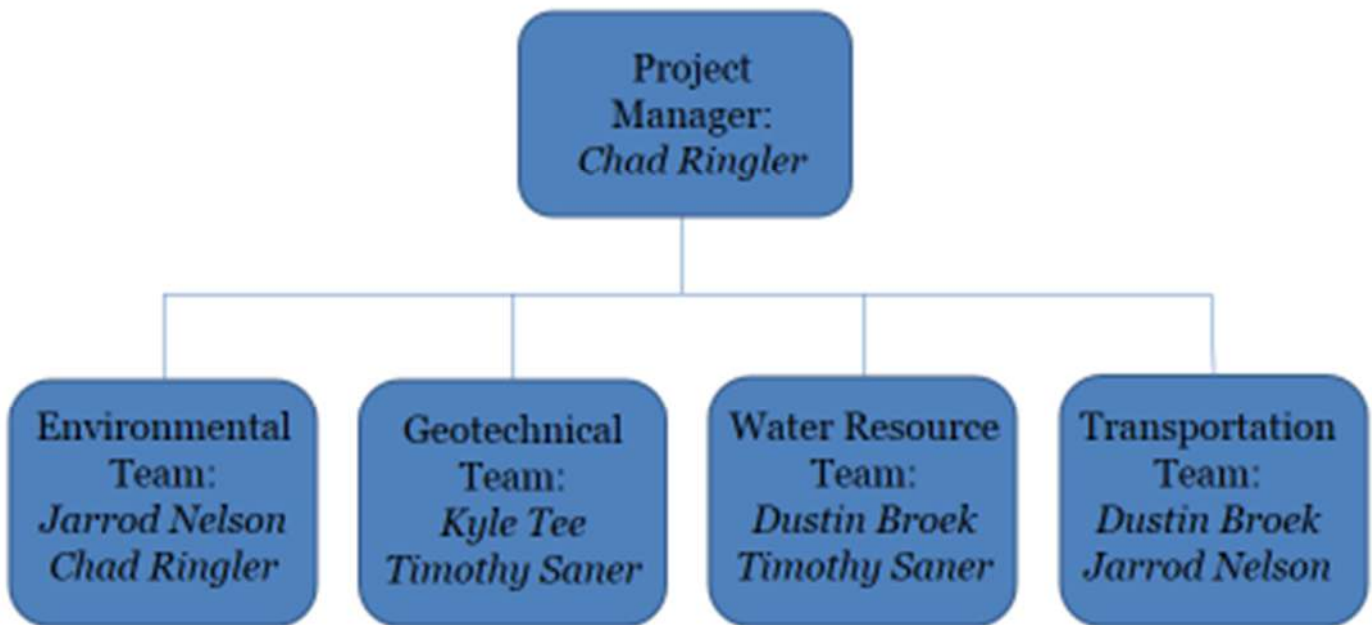 Project
Manager:
Chad Ringler
Environmental
Team:
Jarrod Nelson
Chad Ringler
Geotechnical
Team:
Kyle Tee
Timothy Saner
Water Resource
Team:
Dustin Broek
Timothy Saner
Transportation
Team:
Dustin Broek
Jarrod Nelson